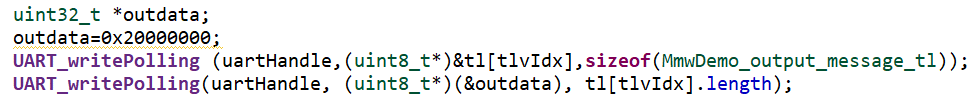 uint32_t *outdata;
outdata=0x20000000;
UART_writePolling (uartHandle,(uint8_t*)&tl[tlvIdx],sizeof(MmwDemo_output_message_tl));
UART_writePolling(uartHandle, (uint8_t*)(&outdata), tl[tlvIdx].length);